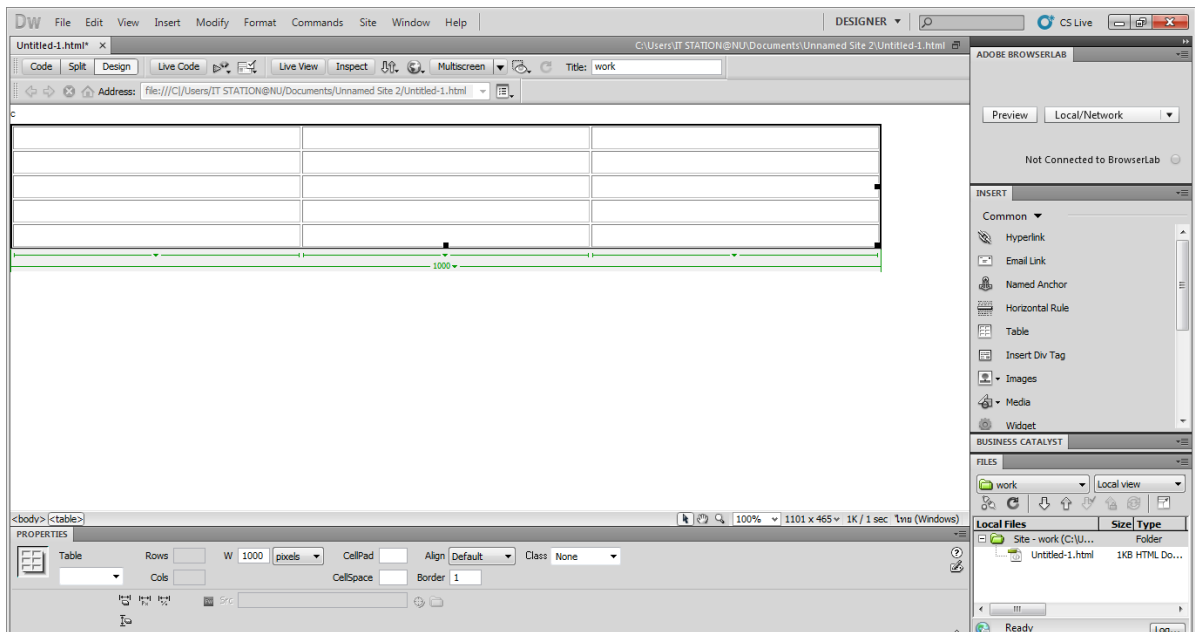 DW File Edit View Insert Modify Format Commands Site Window Help DESIGNER CS Live
Untitled-1.html* × C:\Users\IT STATION@NU\Documents\Unnamed Site 2\Untitled-1.html
Code Split Design Live Code Live View Inspect Multiscreen Title: work
Address: file:///C|/Users/IT STATION@NU/Documents/Unnamed Site 2/Untitled-1.html
c
1000
<body> <table> 100% 1101 x 465 1K / 1 sec ไทย (Windows)
PROPERTIES
Table Rows W 1000 pixels CellPad Align Default Class None
Cols CellSpace Border 1
Src
ADOBE BROWSERLAB
Preview Local/Network
Not Connected to BrowserLab
INSERT
Common
Hyperlink
Email Link
Named Anchor
Horizontal Rule
Table
Insert Div Tag
Images
Media
Widget
BUSINESS CATALYST
FILES
work Local view
Local Files Size Type
Site - work (C:\U... Folder
Untitled-1.html 1KB HTML Do...
Ready Log...